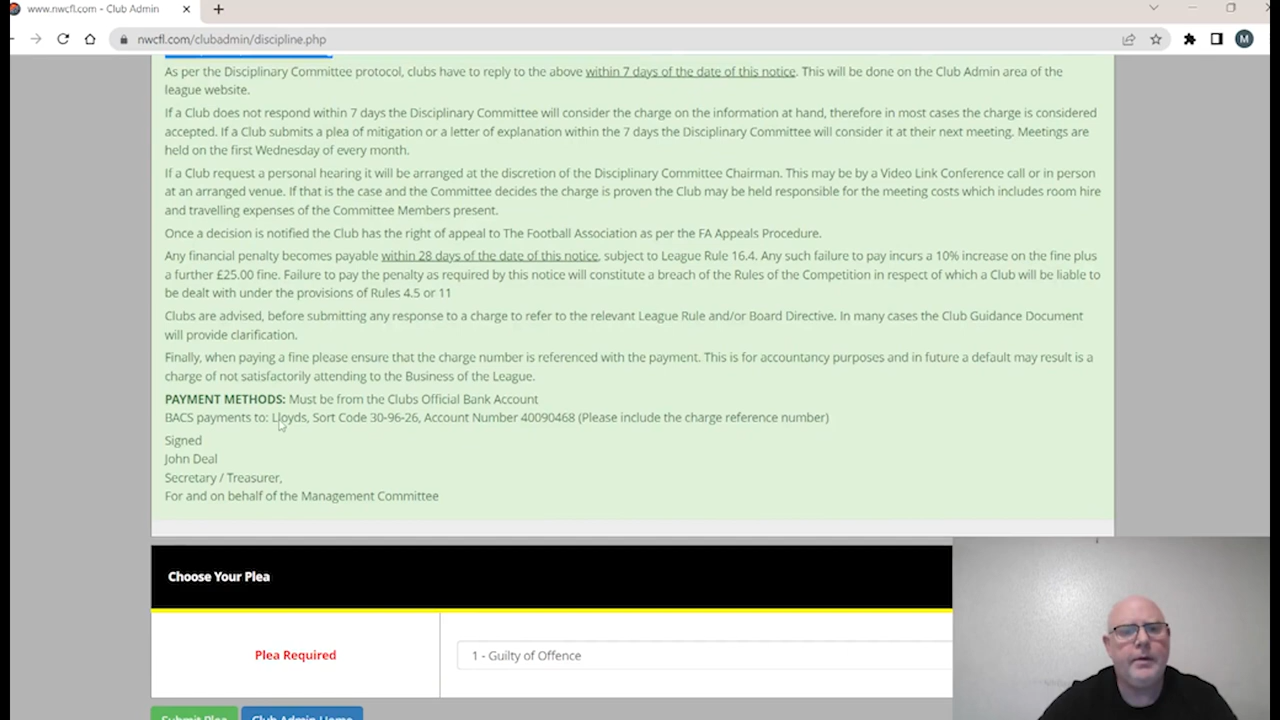 www.nwcfl.com - Club Admin
nwcfl.com/clubadmin/discipline.php
M
As per the Disciplinary Committee protocol, clubs have to reply to the above within 7 days of the date of this notice. This will be done on the Club Admin area of the
league website.
If a Club does not respond within 7 days the Disciplinary Committee will consider the charge on the information at hand, therefore in most cases the charge is considered
accepted. If a Club submits a plea of mitigation or a letter of explanation within the 7 days the Disciplinary Committee will consider it at their next meeting. Meetings are
held on the first Wednesday of every month.
If a Club request a personal hearing it will be arranged at the discretion of the Disciplinary Committee Chairman. This may be by a Video Link Conference call or in person
at an arranged venue. If that is the case and the Committee decides the charge is proven the Club may be held responsible for the meeting costs which includes room hire
and travelling expenses of the Committee Members present.
Once a decision is notified the Club has the right of appeal to The Football Association as per the FA Appeals Procedure.
Any financial penalty becomes payable within 28 days of the date of this notice, subject to League Rule 16.4. Any such failure to pay incurs a 10% increase on the fine plus
a further £25.00 fine. Failure to pay the penalty as required by this notice will constitute a breach of the Rules of the Competition in respect of which a Club will be liable to
be dealt with under the provisions of Rules 4.5 or 11
Clubs are advised, before submitting any response to a charge to refer to the relevant League Rule and/or Board Directive. In many cases the Club Guidance Document
will provide clarification.
Finally, when paying a fine please ensure that the charge number is referenced with the payment. This is for accountancy purposes and in future a default may result is a
charge of not satisfactorily attending to the Business of the League.
PAYMENT METHODS: Must be from the Clubs Official Bank Account
BACS payments to: Lloyds, Sort Code 30-96-26, Account Number 40090468 (Please include the charge reference number)
Signed
John Deal
Secretary / Treasurer,
For and on behalf of the Management Committee
Choose Your Plea
Plea Required
1 - Guilty of Offence
Submit Plea
Club Admin Home